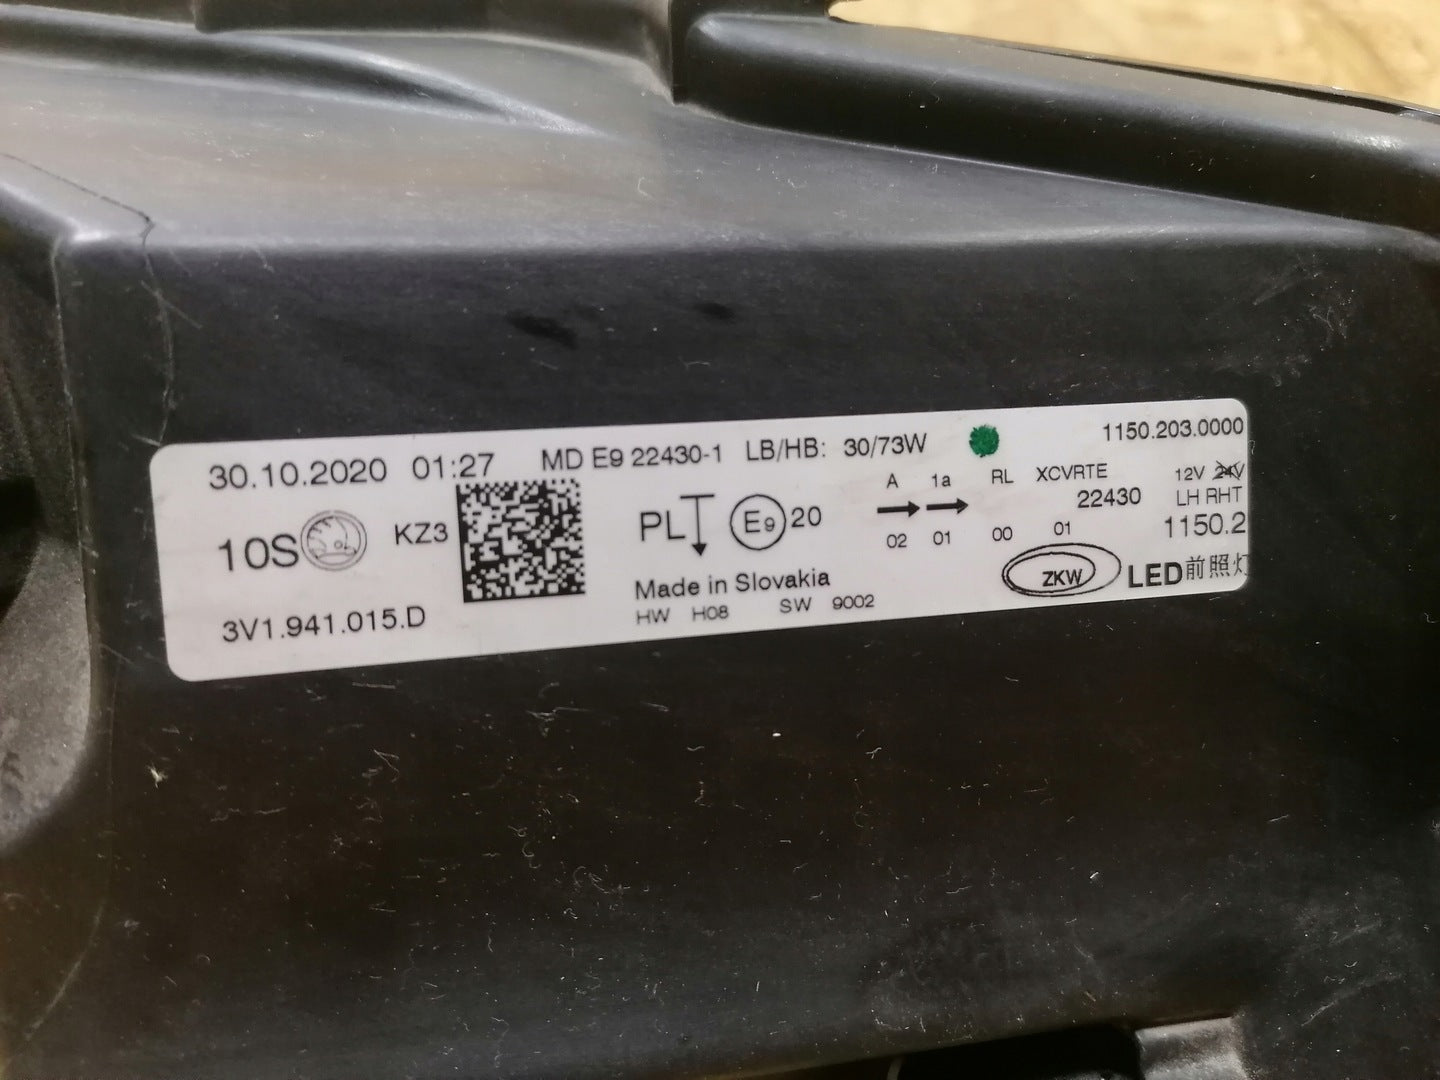 30.10.2020 01:27 MD E9 22430-1 LB/HB: 30/73W 1150.203.0000
A 1a RL XCVRTE 12V 24V
22430 LH RHT
10S KZ3 PL E9 20 02 01 00 01 1150.2
ZKW LED前照灯
Made in Slovakia
3V1.941.015.D HW H08 SW 9002